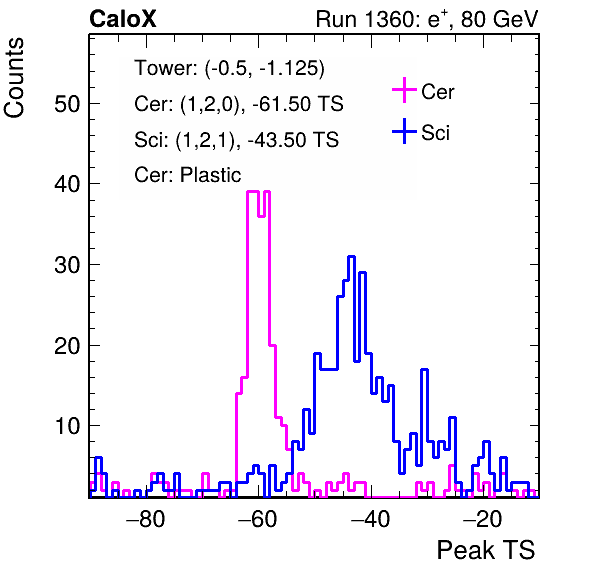 CaloX Run 1360: e⁺, 80 GeV
Counts
Tower: (-0.5, -1.125)
Cer: (1,2,0), -61.50 TS
Sci: (1,2,1), -43.50 TS
Cer: Plastic
Cer
Sci
50
40
30
20
10
−80 −60 −40 −20
Peak TS